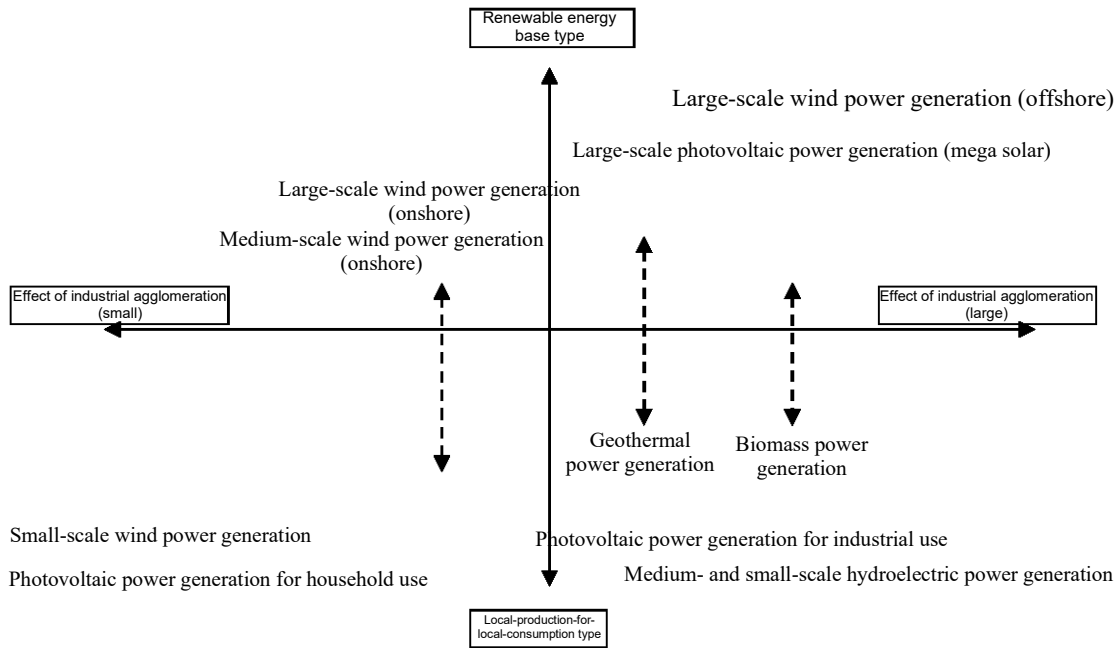 Renewable energy
base type
Large-scale wind power generation (offshore)
Large-scale photovoltaic power generation (mega solar)
Large-scale wind power generation
(onshore)
Medium-scale wind power generation
(onshore)
Effect of industrial agglomeration
(small)
Effect of industrial agglomeration
(large)
Geothermal
power generation
Biomass power
generation
Small-scale wind power generation
Photovoltaic power generation for industrial use
Photovoltaic power generation for household use
Medium- and small-scale hydroelectric power generation
Local-production-for-
local-consumption type